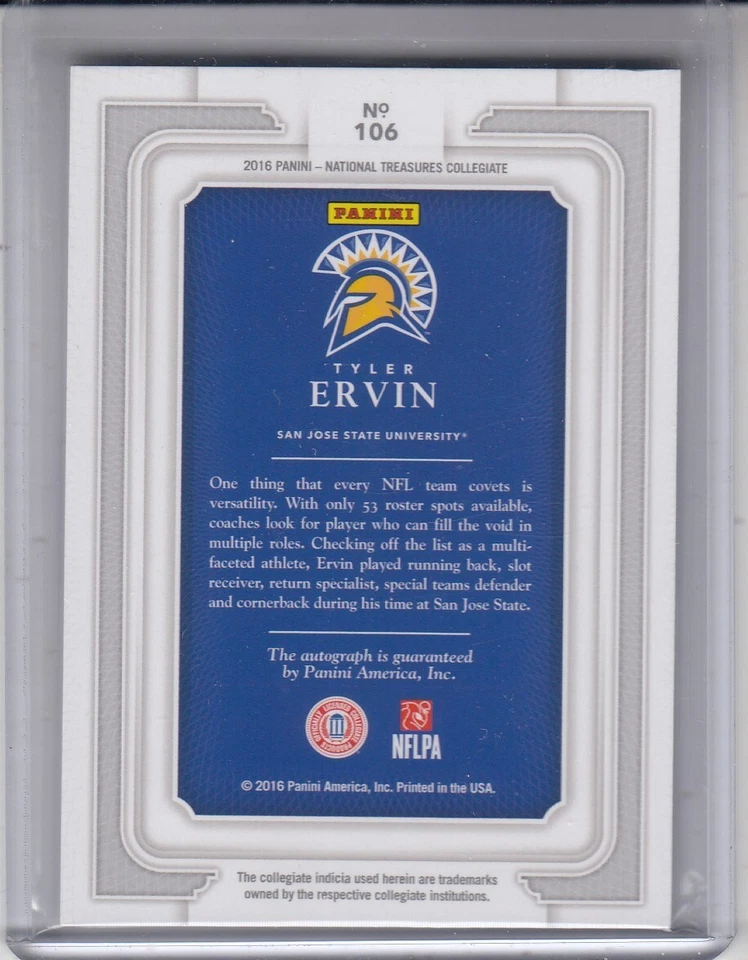 Nº
106
2016 PANINI – NATIONAL TREASURES COLLEGIATE
PANINI
TYLER
ERVIN
SAN JOSE STATE UNIVERSITY®
One thing that every NFL team covets is
versatility. With only 53 roster spots available,
coaches look for player who can fill the void in
multiple roles. Checking off the list as a multi-
faceted athlete, Ervin played running back, slot
receiver, return specialist, special teams defender
and cornerback during his time at San Jose State.
The autograph is guaranteed
by Panini America, Inc.
OFFICIALLY LICENSED COLLEGIATE PRODUCTS
NFLPA
© 2016 Panini America, Inc. Printed in the USA.
The collegiate indicia used herein are trademarks
owned by the respective collegiate institutions.